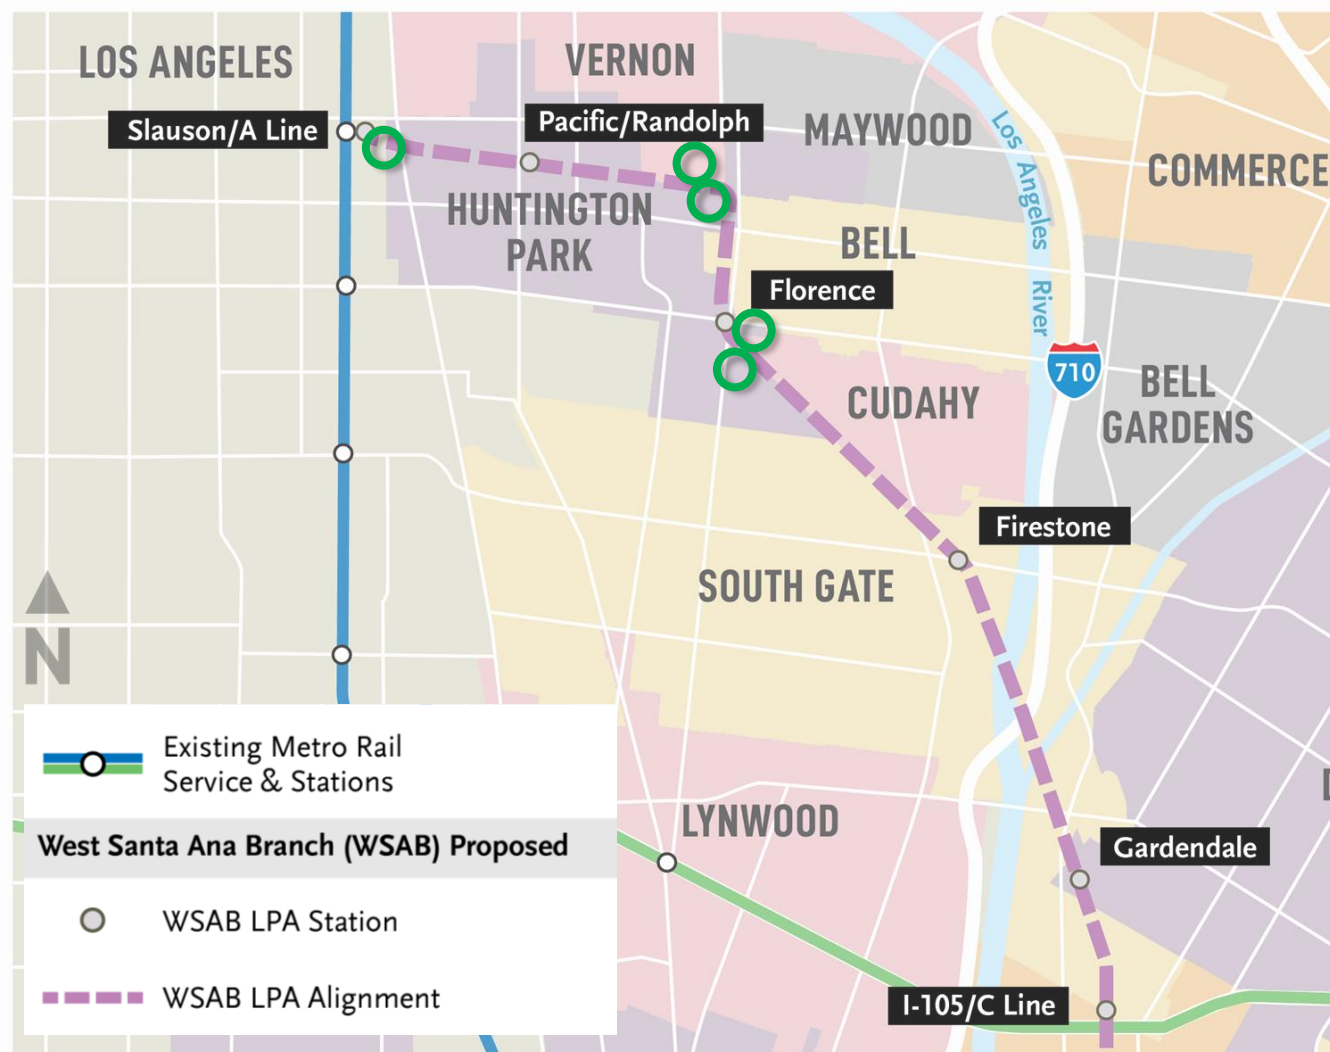 LOS ANGELES
VERNON
Slauson/A Line
Pacific/Randolph
MAYWOOD
Los Angeles River
COMMERCE
HUNTINGTON
PARK
BELL
Florence
710
BELL
GARDENS
CUDAHY
Firestone
SOUTH GATE
N
Existing Metro Rail
Service & Stations
LYNWOOD
West Santa Ana Branch (WSAB) Proposed
Gardendale
WSAB LPA Station
WSAB LPA Alignment
I-105/C Line